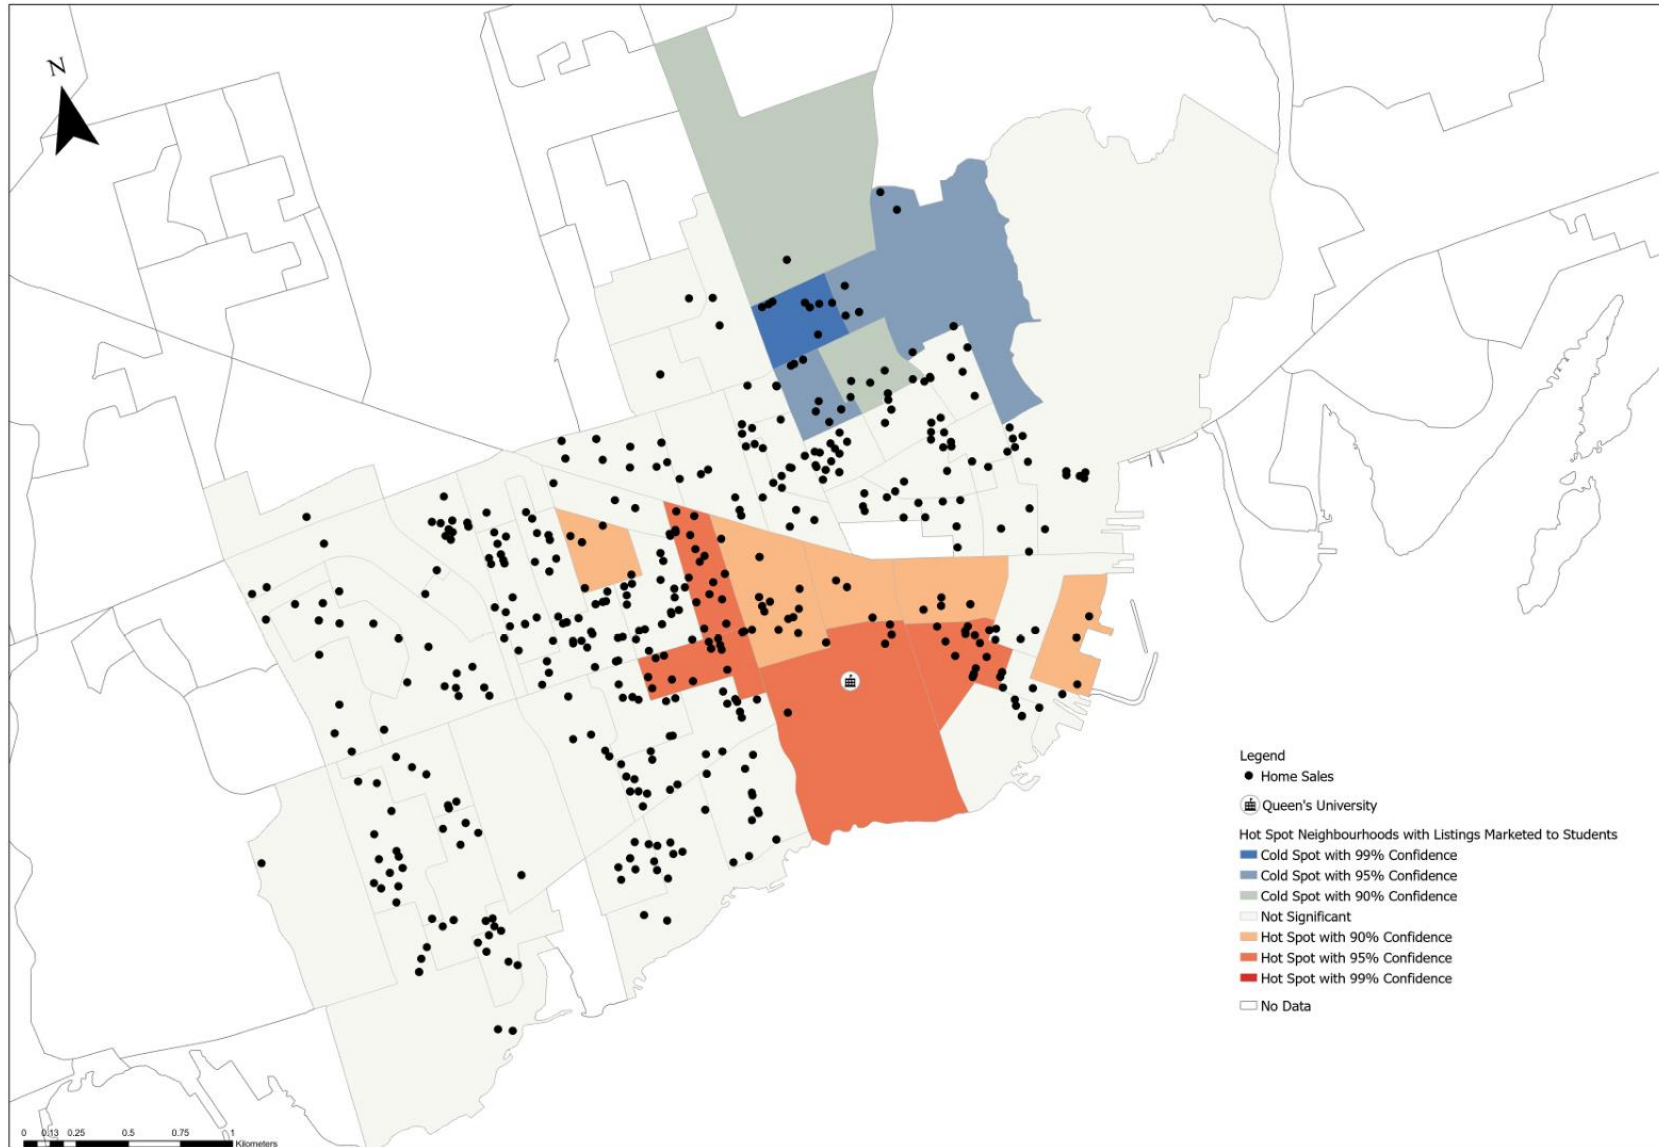 N
Legend
Home Sales
Queen's University
Hot Spot Neighbourhoods with Listings Marketed to Students
Cold Spot with 99% Confidence
Cold Spot with 95% Confidence
Cold Spot with 90% Confidence
Not Significant
Hot Spot with 90% Confidence
Hot Spot with 95% Confidence
Hot Spot with 99% Confidence
No Data
0 0.13 0.25 0.5 0.75 1
Kilometers